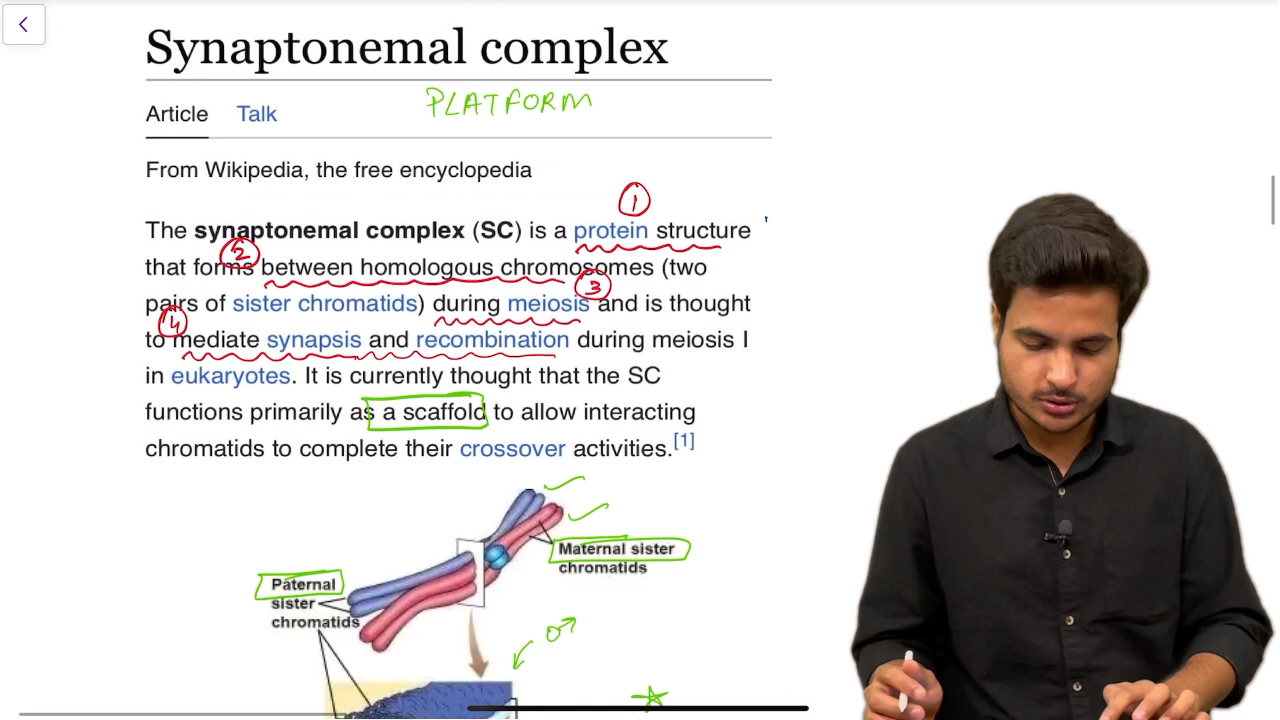 Synaptonemal complex
PLATFORM
Article Talk
From Wikipedia, the free encyclopedia
1
The synaptonemal complex (SC) is a protein structure
2
that forms between homologous chromosomes (two
3
pairs of sister chromatids) during meiosis and is thought
4
to mediate synapsis and recombination during meiosis I
in eukaryotes. It is currently thought that the SC
functions primarily as a scaffold to allow interacting
chromatids to complete their crossover activities.[1]
Maternal sister
chromatids
Paternal
sister
chromatids
♂